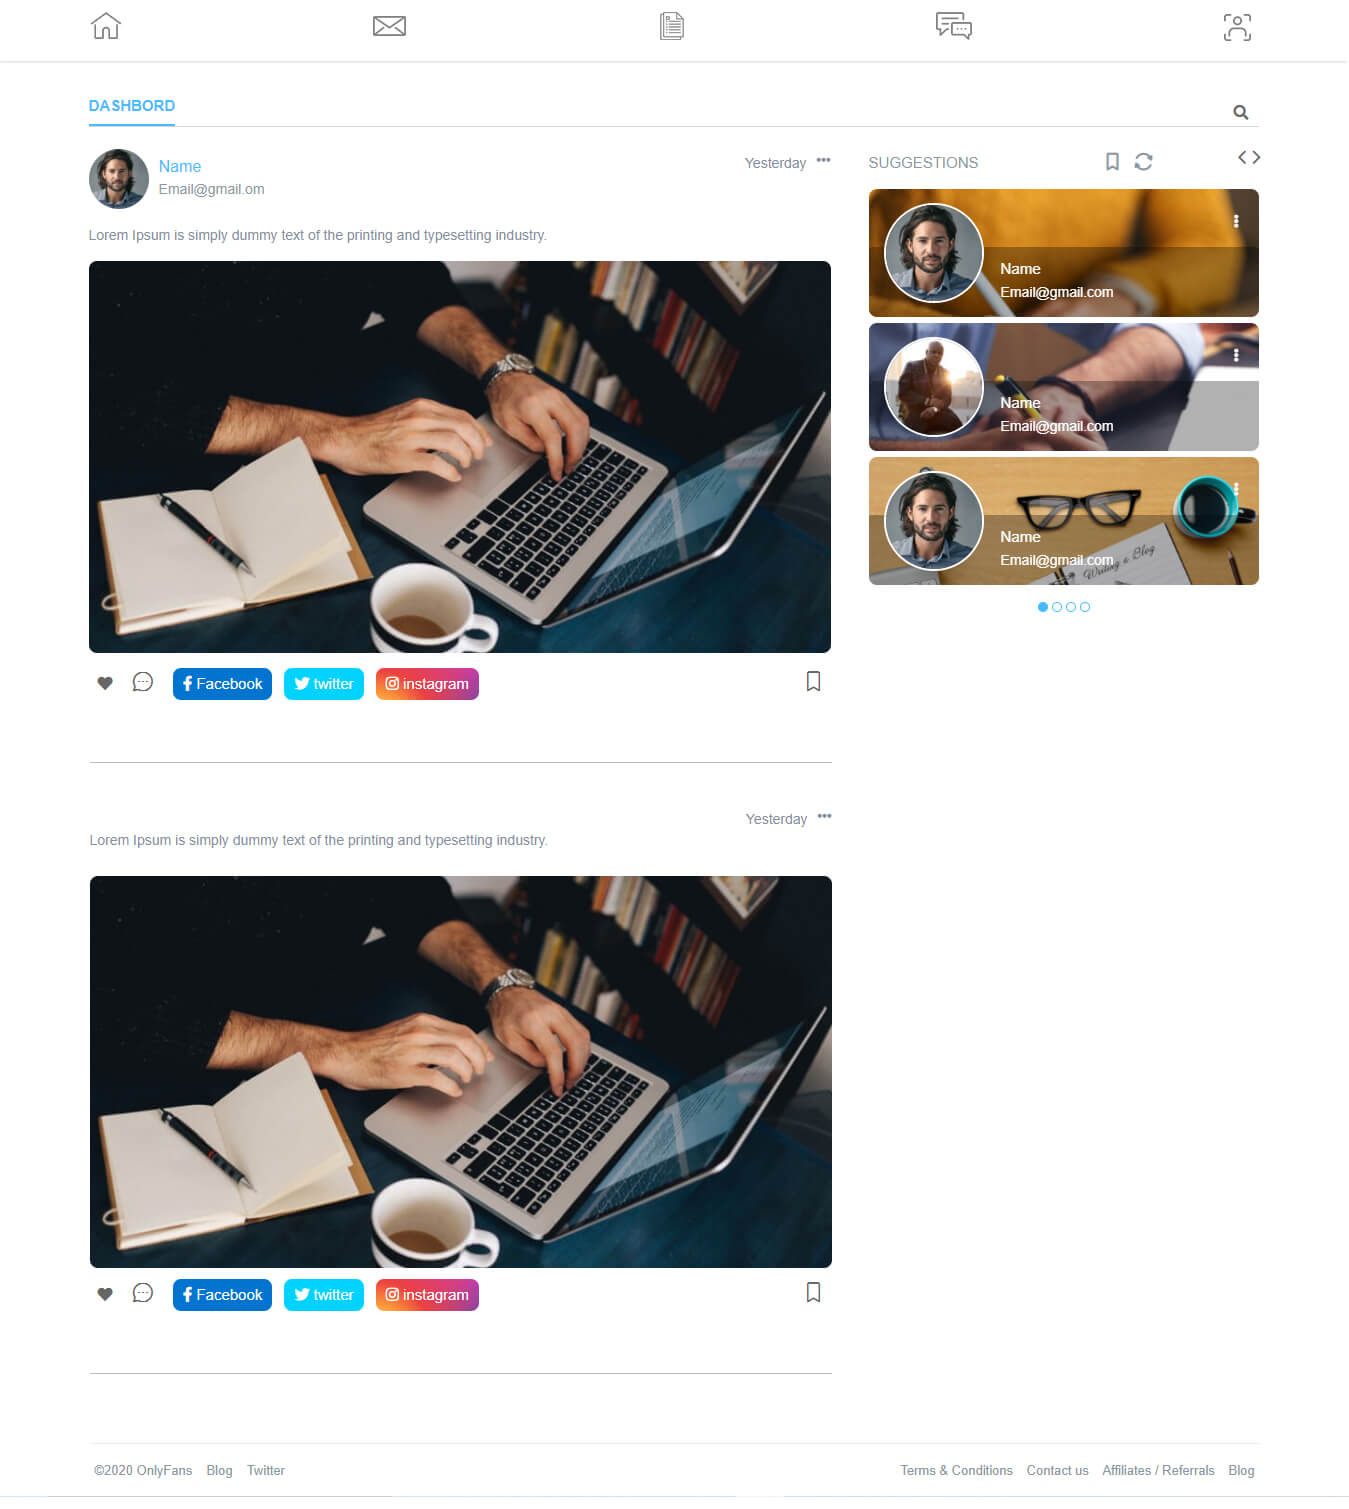 DASHBORD
Name
Email@gmail.om
Yesterday
Lorem Ipsum is simply dummy text of the printing and typesetting industry.
Facebook
twitter
instagram
SUGGESTIONS
Name
Email@gmail.com
Name
Email@gmail.com
Name
Email@gmail.com
Writing a Blog
Yesterday
Lorem Ipsum is simply dummy text of the printing and typesetting industry.
Facebook
twitter
instagram
©2020 OnlyFans Blog Twitter
Terms & Conditions Contact us Affiliates / Referrals Blog